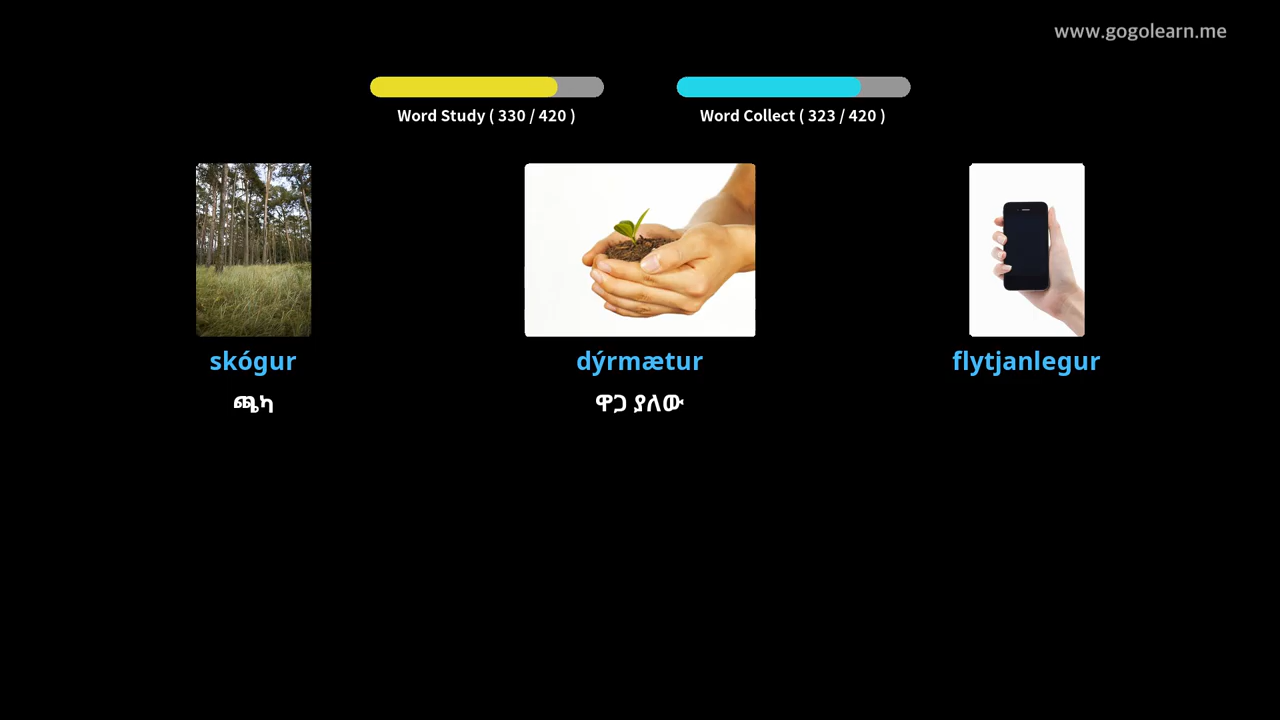 www.gogolearn.me
Word Study ( 330 / 420 )
Word Collect ( 323 / 420 )
skógur
dýrmætur
flytjanlegur
ጫካ
ዋጋ ያለው